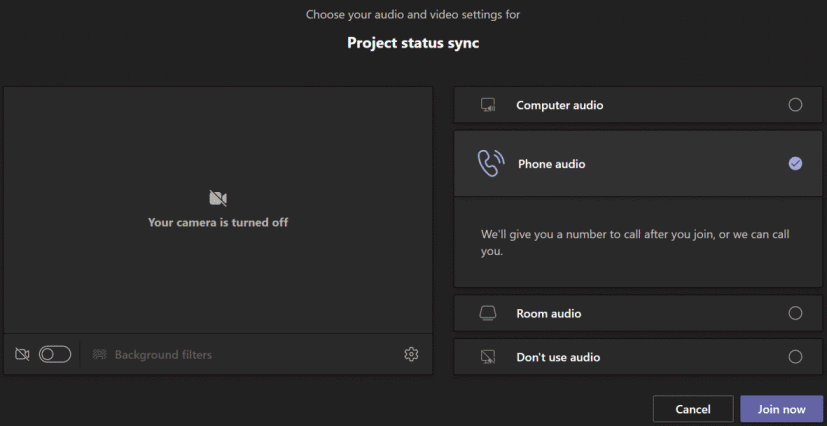 Choose your audio and video settings for
Project status sync
Your camera is turned off
Background filters
Computer audio
Phone audio
We'll give you a number to call after you join, or we can call
you.
Room audio
Don't use audio
Cancel
Join now